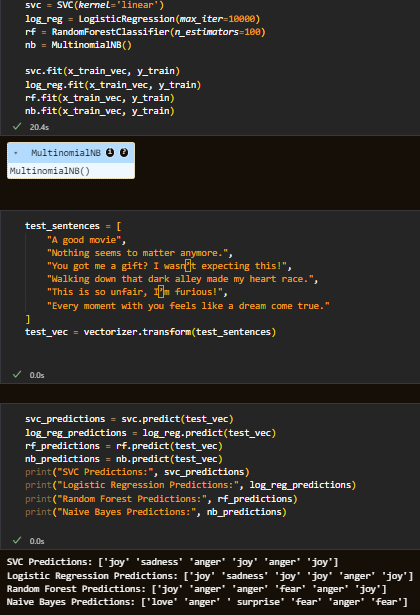 svc = SVC(kernel='linear')
log_reg = LogisticRegression(max_iter=10000)
rf = RandomForestClassifier(n_estimators=100)
nb = MultinomialNB()
svc.fit(x_train_vec, y_train)
log_reg.fit(x_train_vec, y_train)
rf.fit(x_train_vec, y_train)
nb.fit(x_train_vec, y_train)
20.4s
MultinomialNB i ?
MultinomialNB()
test_sentences = [
"A good movie",
"Nothing seems to matter anymore.",
"You got me a gift? I wasn’t expecting this!",
"Walking down that dark alley made my heart race.",
"This is so unfair, I’m furious!",
"Every moment with you feels like a dream come true."
]
test_vec = vectorizer.transform(test_sentences)
0.0s
svc_predictions = svc.predict(test_vec)
log_reg_predictions = log_reg.predict(test_vec)
rf_predictions = rf.predict(test_vec)
nb_predictions = nb.predict(test_vec)
print("SVC Predictions:", svc_predictions)
print("Logistic Regression Predictions:", log_reg_predictions)
print("Random Forest Predictions:", rf_predictions)
print("Naive Bayes Predictions:", nb_predictions)
0.0s
SVC Predictions: ['joy' 'sadness' 'anger' 'joy' 'anger' 'joy']
Logistic Regression Predictions: ['joy' 'sadness' 'joy' 'joy' 'anger' 'joy']
Random Forest Predictions: ['joy' 'anger' 'anger' 'fear' 'anger' 'joy']
Naive Bayes Predictions: ['love' 'anger' ' surprise' 'fear' 'anger' 'fear']